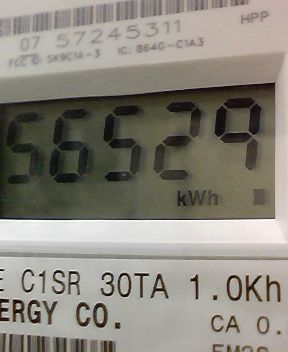 HPP
07 57245311
FCC ID: SK9C1A-3 IC: 864G-C1A3
56529
kWh
E C1SR 30TA 1.0Kh
ERGY CO.
CA 0.